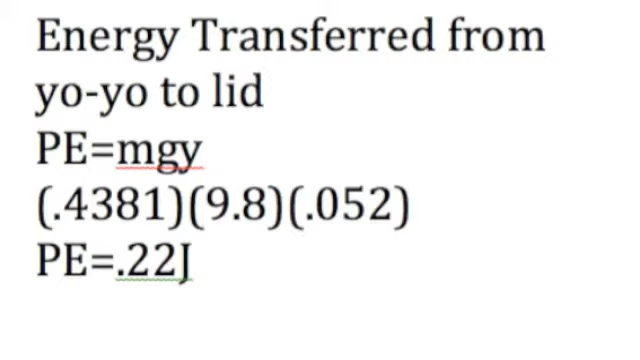 Energy Transferred from
yo-yo to lid
PE=mgy
(.4381)(9.8)(.052)
PE=.22J